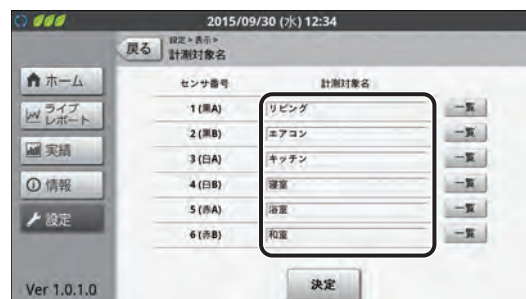 2015/09/30 (水) 12:34
戻る
設定 > 表示 >
計測対象名
ホーム
ライブ
レポート
実績
情報
設定
Ver 1.0.1.0
センサ番号 計測対象名
1 (黒A) リビング 一覧
2 (黒B) エアコン 一覧
3 (白A) キッチン 一覧
4 (白B) 寝室 一覧
5 (赤A) 浴室 一覧
6 (赤B) 和室 一覧
決定